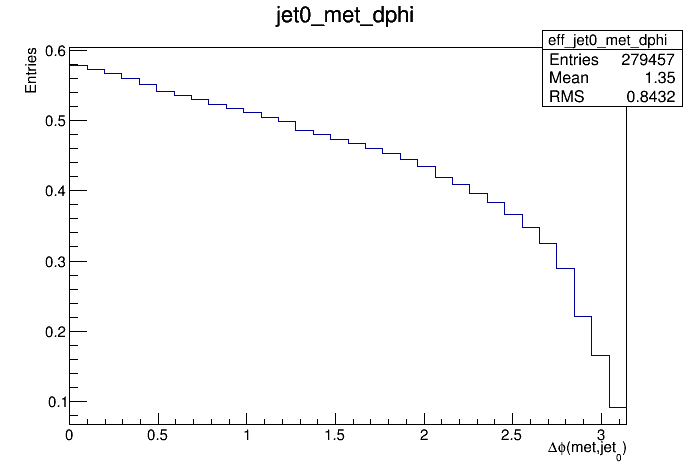 jet0_met_dphi
eff_jet0_met_dphi
Entries 279457
Mean 1.35
RMS 0.8432
Entries
0.6
0.5
0.4
0.3
0.2
0.1
0 0.5 1 1.5 2 2.5 3
Δϕ(met,jet₀)